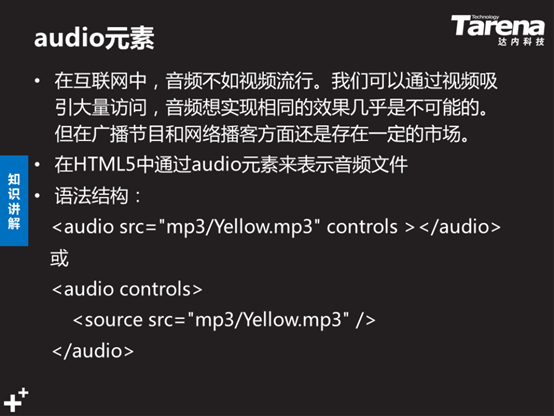 audio元素
Technology
Tarena
达内科技
• 在互联网中，音频不如视频流行。我们可以通过视频吸
引大量访问，音频想实现相同的效果几乎是不可能的。
但在广播节目和网络播客方面还是存在一定的市场。
• 在HTML5中通过audio元素来表示音频文件
知识讲解
• 语法结构：
<audio src="mp3/Yellow.mp3" controls ></audio>
或
<audio controls>
<source src="mp3/Yellow.mp3" />
</audio>